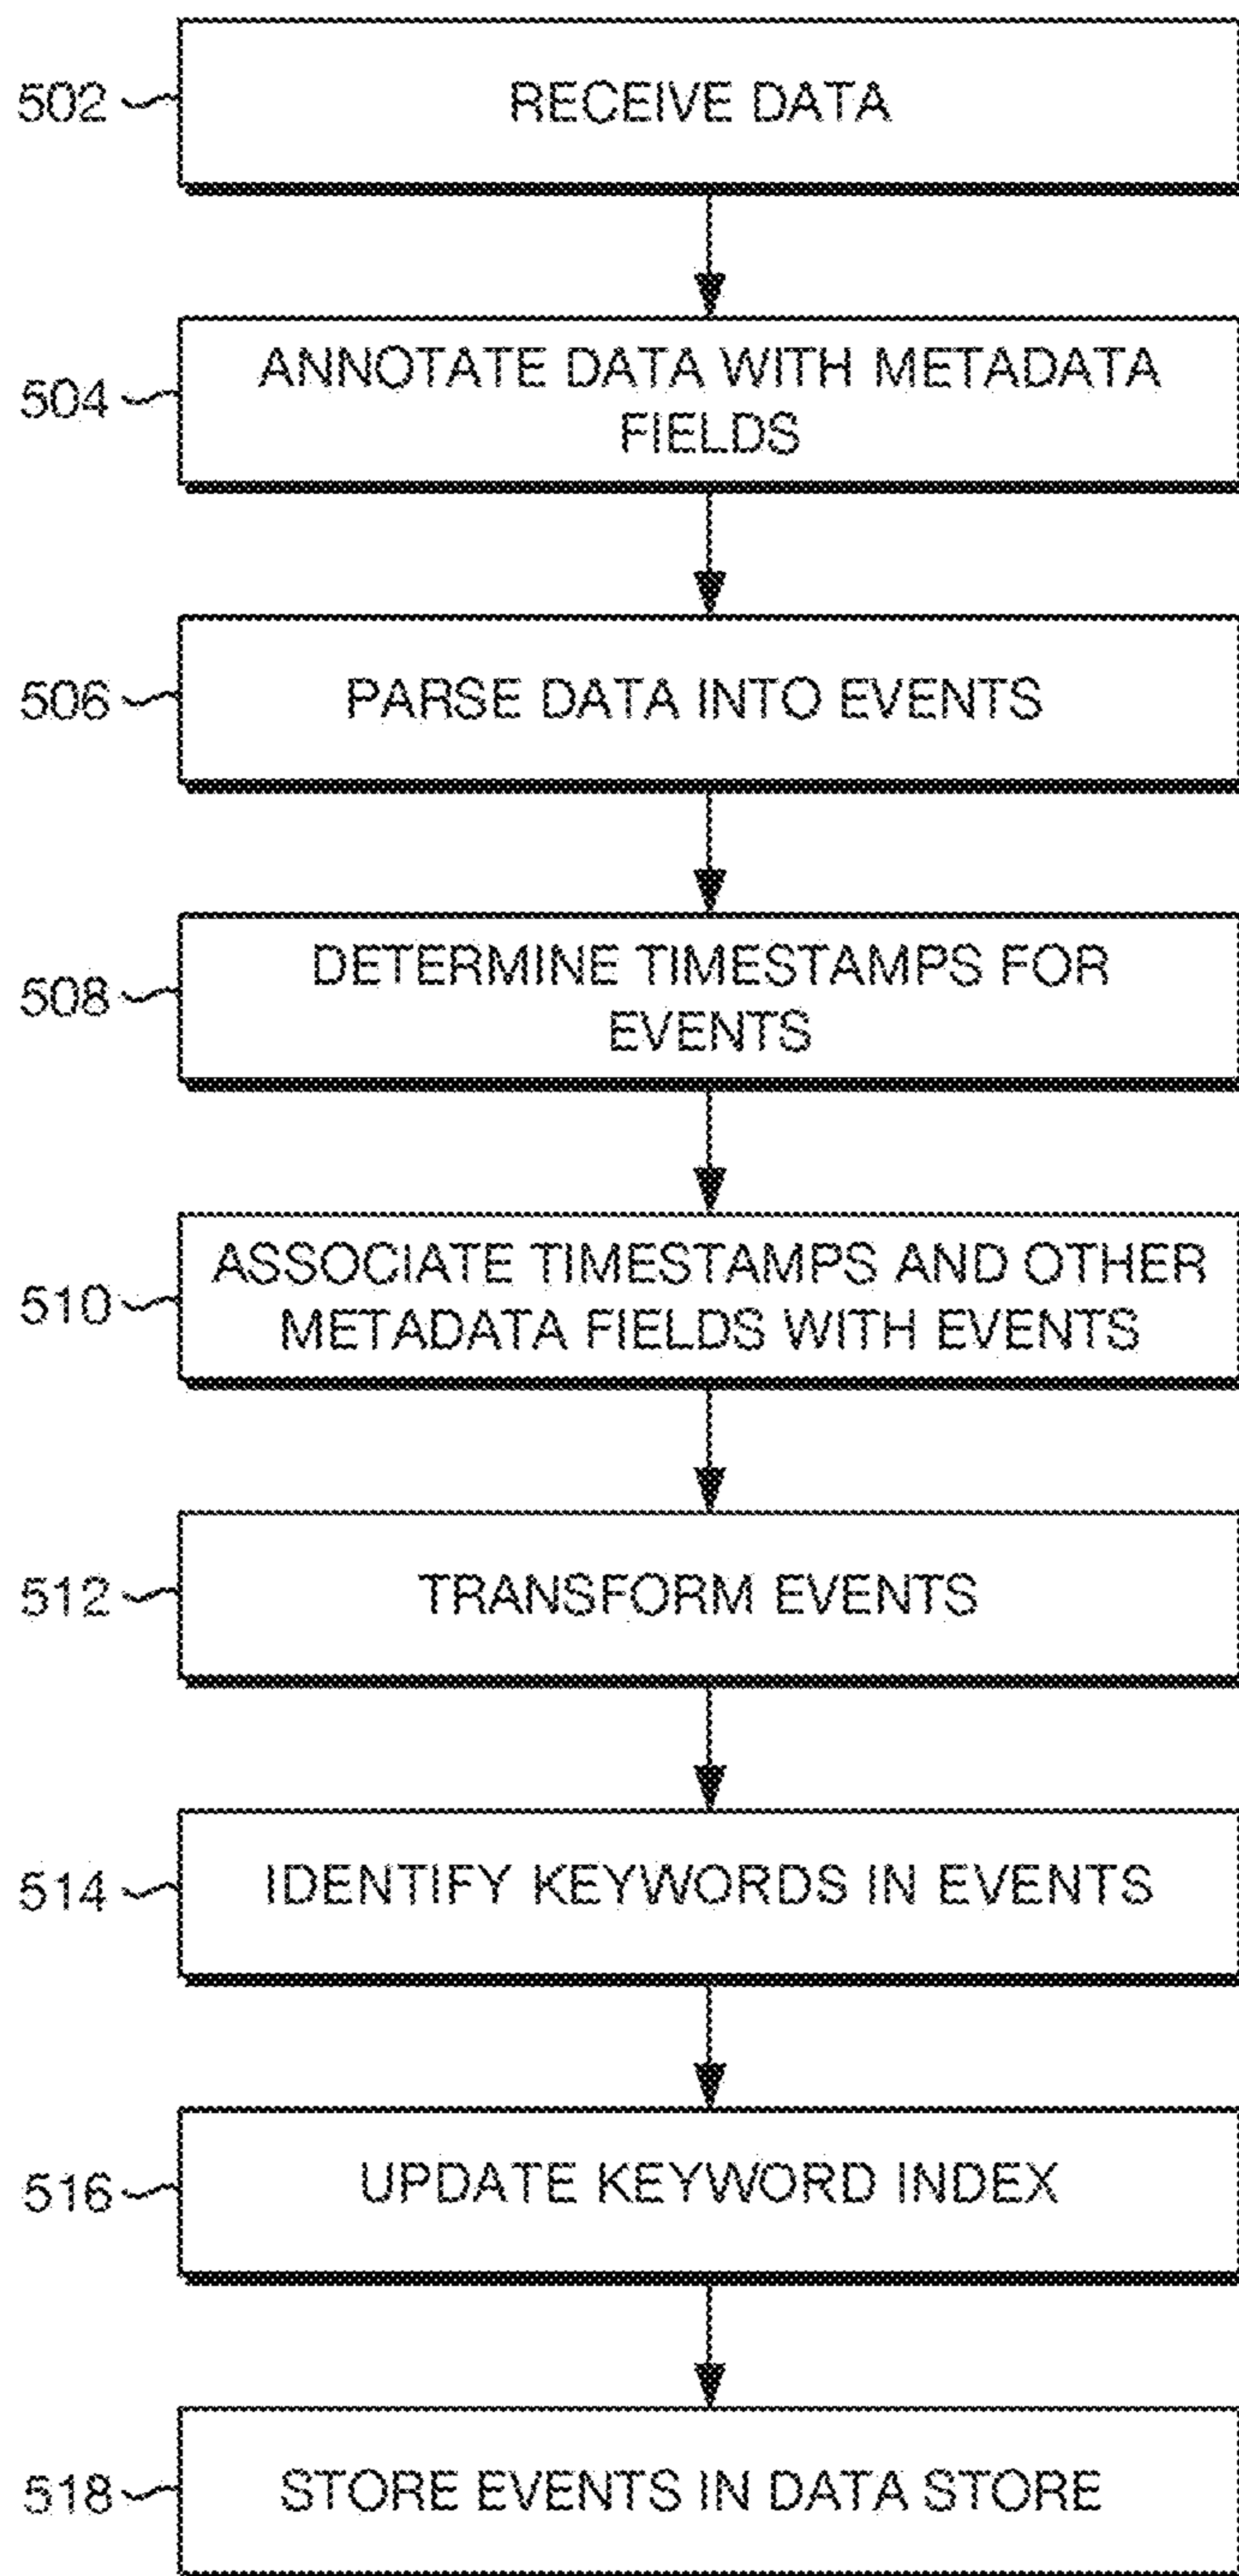 502
RECEIVE DATA
504
ANNOTATE DATA WITH METADATA
FIELDS
506
PARSE DATA INTO EVENTS
508
DETERMINE TIMESTAMPS FOR
EVENTS
510
ASSOCIATE TIMESTAMPS AND OTHER
METADATA FIELDS WITH EVENTS
512
TRANSFORM EVENTS
514
IDENTIFY KEYWORDS IN EVENTS
516
UPDATE KEYWORD INDEX
518
STORE EVENTS IN DATA STORE